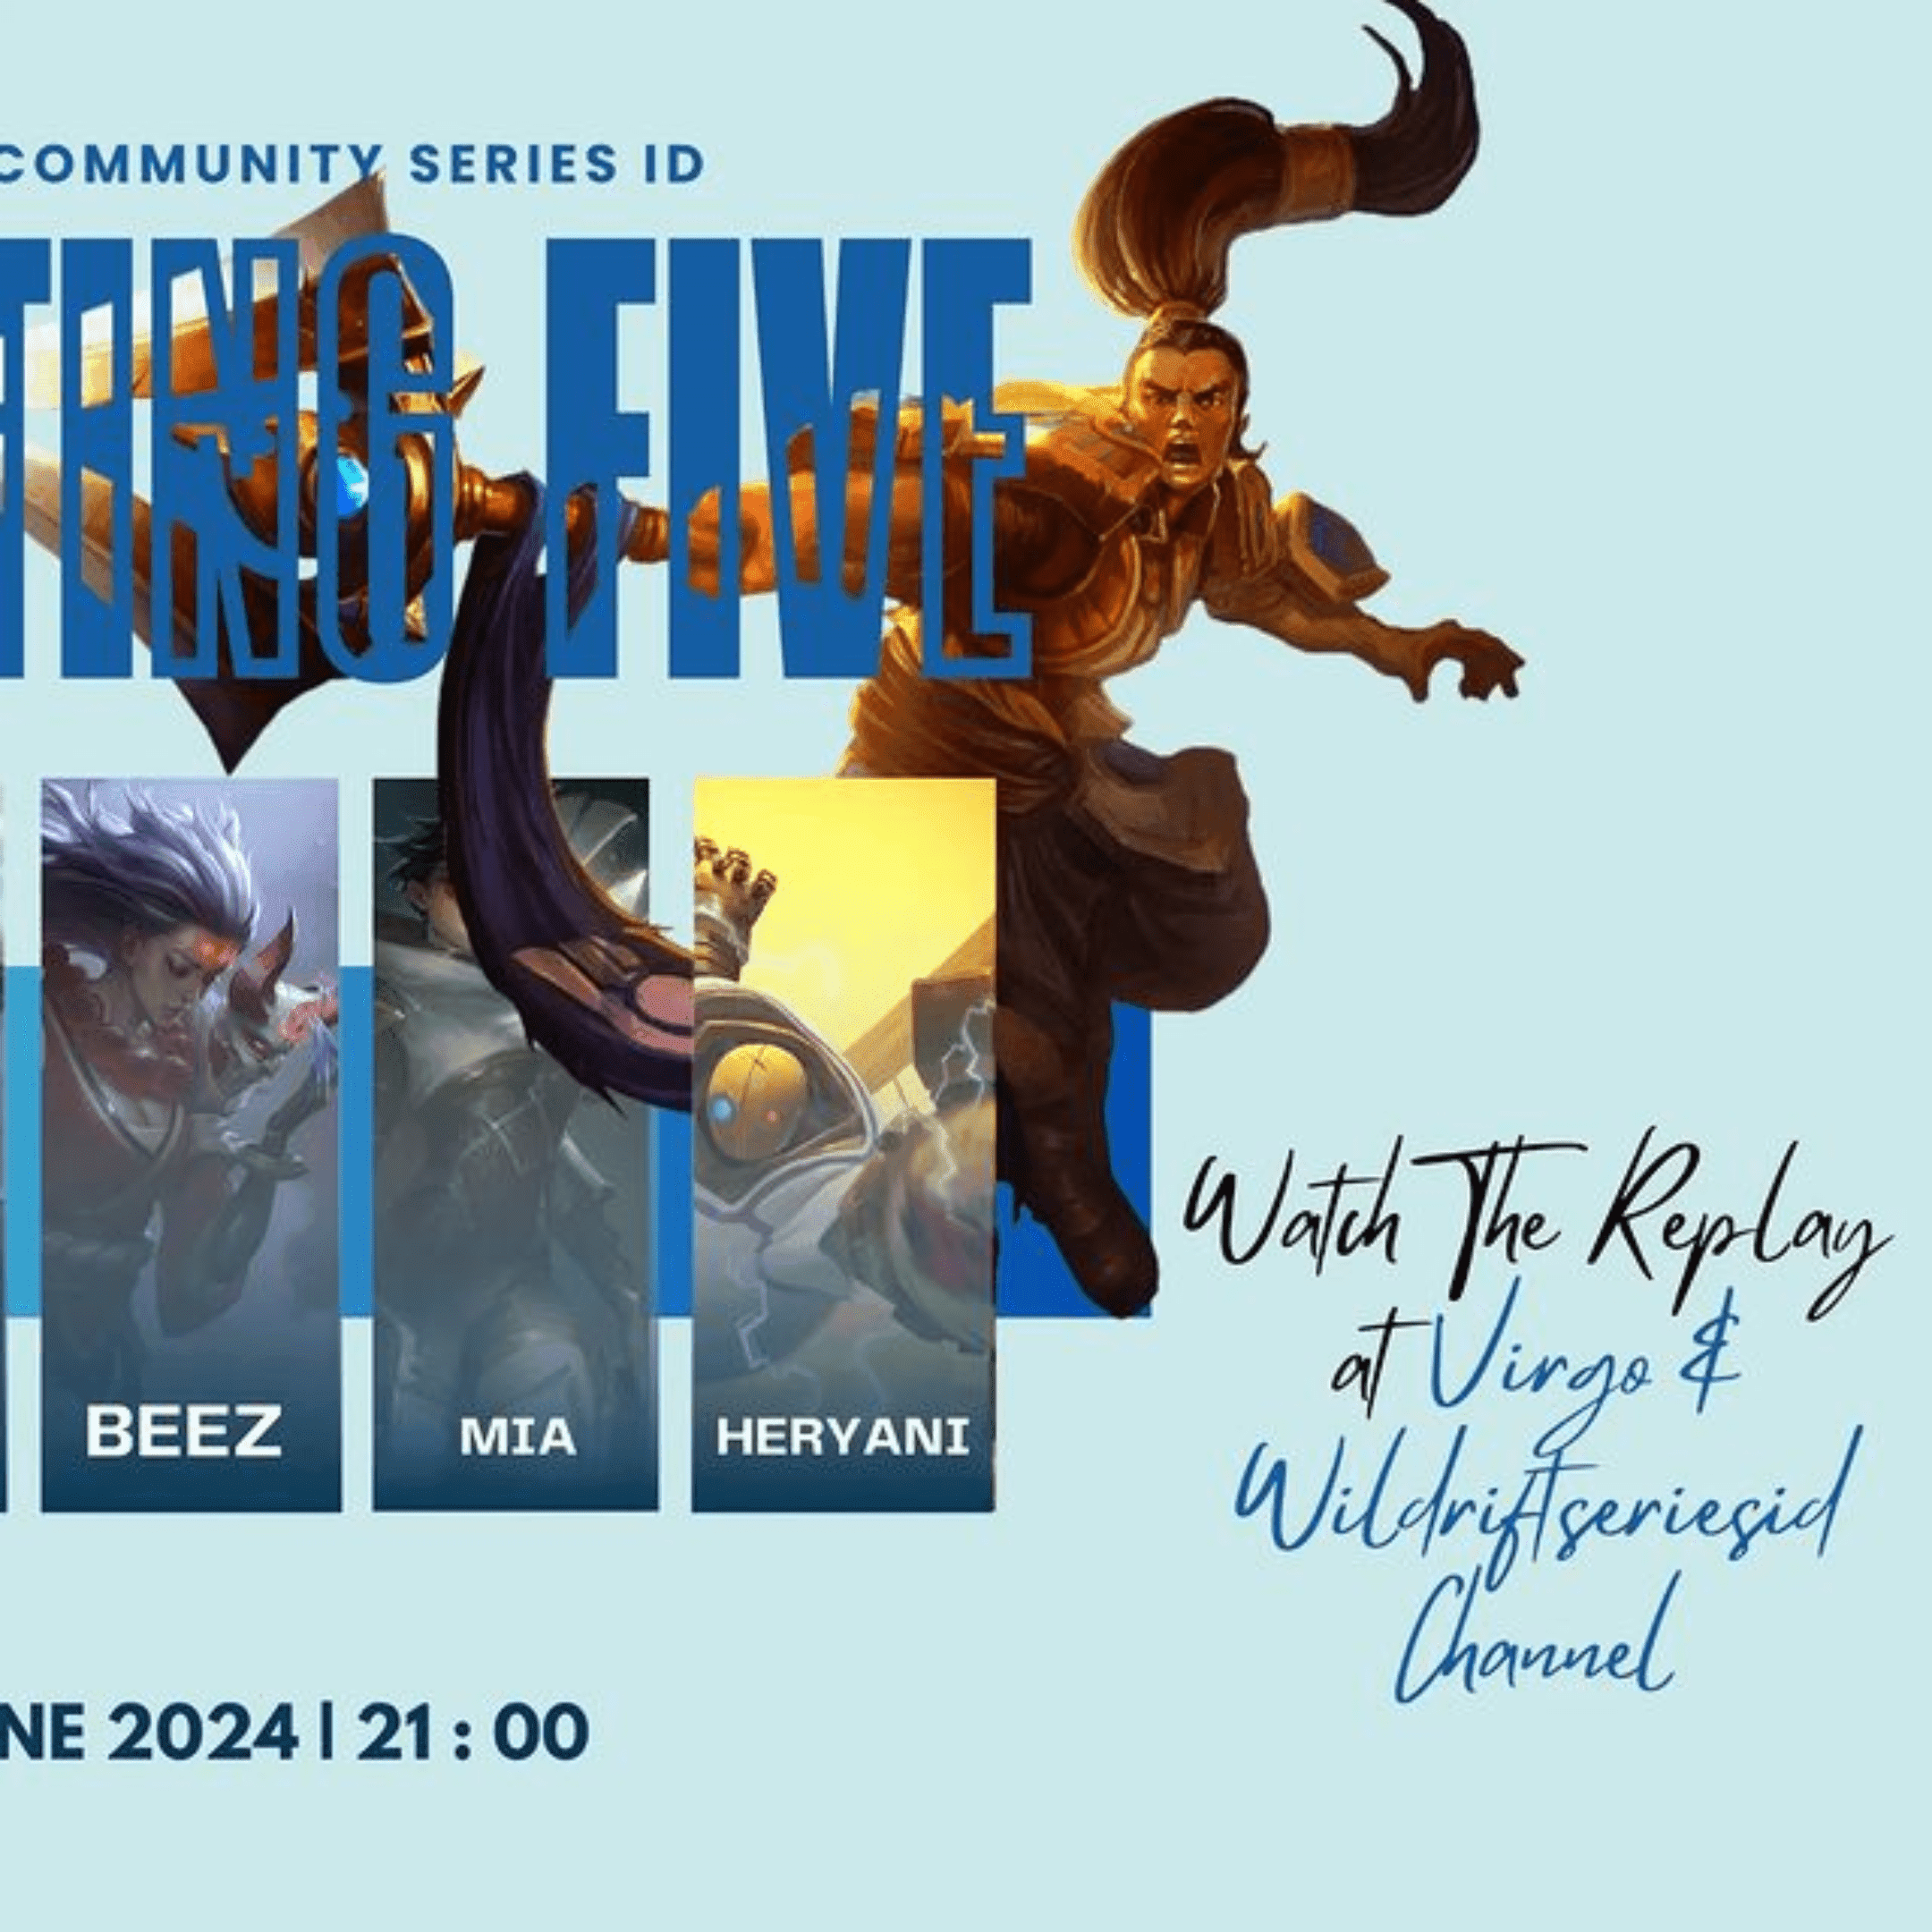 COMMUNITY SERIES ID
TING FIVE
BEEZ
MIA
HERYANI
Watch The Replay
at Virgo &
Wildriftseriesid
Channel
NE 2024 | 21 : 00